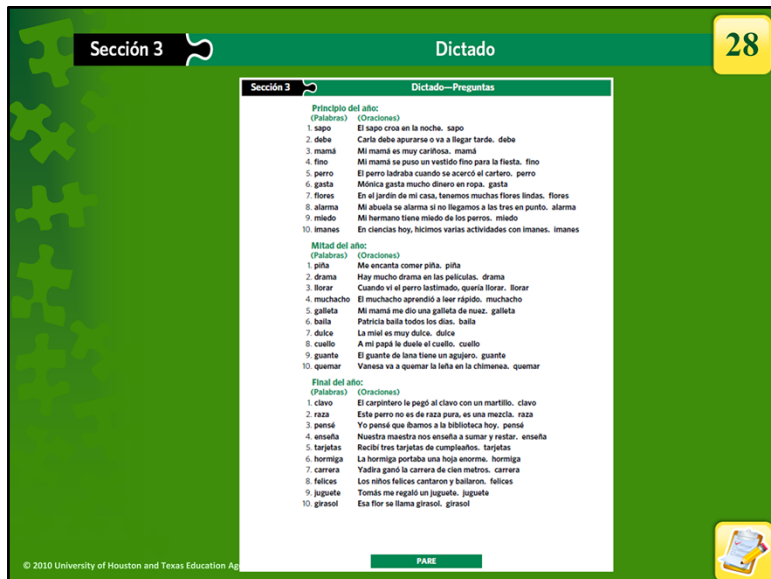 Sección 3
Dictado
28
Sección 3
Dictado—Preguntas
Principio del año:
(Palabras) (Oraciones)
1. sapo El sapo croa en la noche. sapo
2. debe Carla debe apurarse o va a llegar tarde. debe
3. mamá Mi mamá es muy cariñosa. mamá
4. fino Mi mamá se puso un vestido fino para la fiesta. fino
5. perro El perro ladraba cuando se acercó el cartero. perro
6. gasta Mónica gasta mucho dinero en ropa. gasta
7. flores En el jardín de mi casa, tenemos muchas flores lindas. flores
8. alarma Mi abuela se alarma si no llegamos a las tres en punto. alarma
9. miedo Mi hermano tiene miedo de los perros. miedo
10. imanes En ciencias hoy, hicimos varias actividades con imanes. imanes
Mitad del año:
(Palabras) (Oraciones)
1. piña Me encanta comer piña. piña
2. drama Hay mucho drama en las películas. drama
3. llorar Cuando vi el perro lastimado, quería llorar. llorar
4. muchacho El muchacho aprendió a leer rápido. muchacho
5. galleta Mi mamá me dio una galleta de nuez. galleta
6. baila Patricia baila todos los días. baila
7. dulce La miel es muy dulce. dulce
8. cuello A mi papá le duele el cuello. cuello
9. guante El guante de lana tiene un agujero. guante
10. quemar Vanesa va a quemar la leña en la chimenea. quemar
Final del año:
(Palabras) (Oraciones)
1. clavo El carpintero le pegó al clavo con un martillo. clavo
2. raza Este perro no es de raza pura, es una mezcla. raza
3. pensé Yo pensé que íbamos a la biblioteca hoy. pensé
4. enseña Nuestra maestra nos enseña a sumar y restar. enseña
5. tarjetas Recibí tres tarjetas de cumpleaños. tarjetas
6. hormiga La hormiga portaba una hoja enorme. hormiga
7. carrera Yadira ganó la carrera de cien metros. carrera
8. felices Los niños felices cantaron y bailaron. felices
9. juguete Tomás me regaló un juguete. juguete
10. girasol Esa flor se llama girasol. girasol
PARE
© 2010 University of Houston and Texas Education Ag